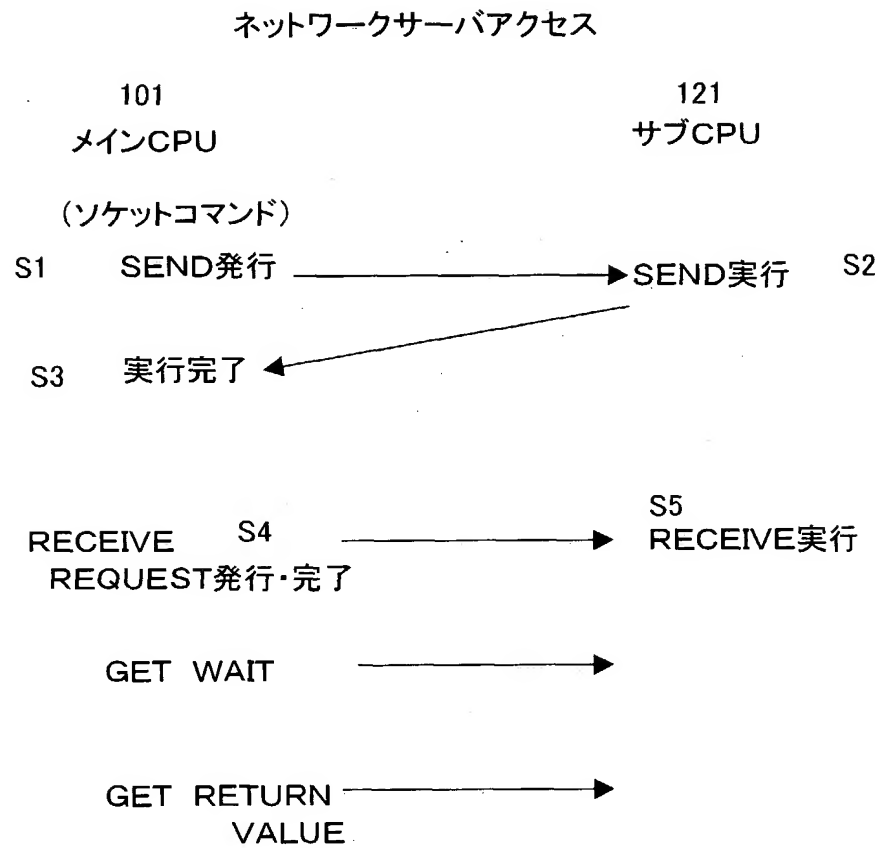 ネットワークサーバアクセス
101
121
メインCPU
サブCPU
(ソケットコマンド)
S1 SEND発行
SEND実行 S2
S3 実行完了
S5
RECEIVE S4
RECEIVE実行
REQUEST発行・完了
GET WAIT
GET RETURN
VALUE